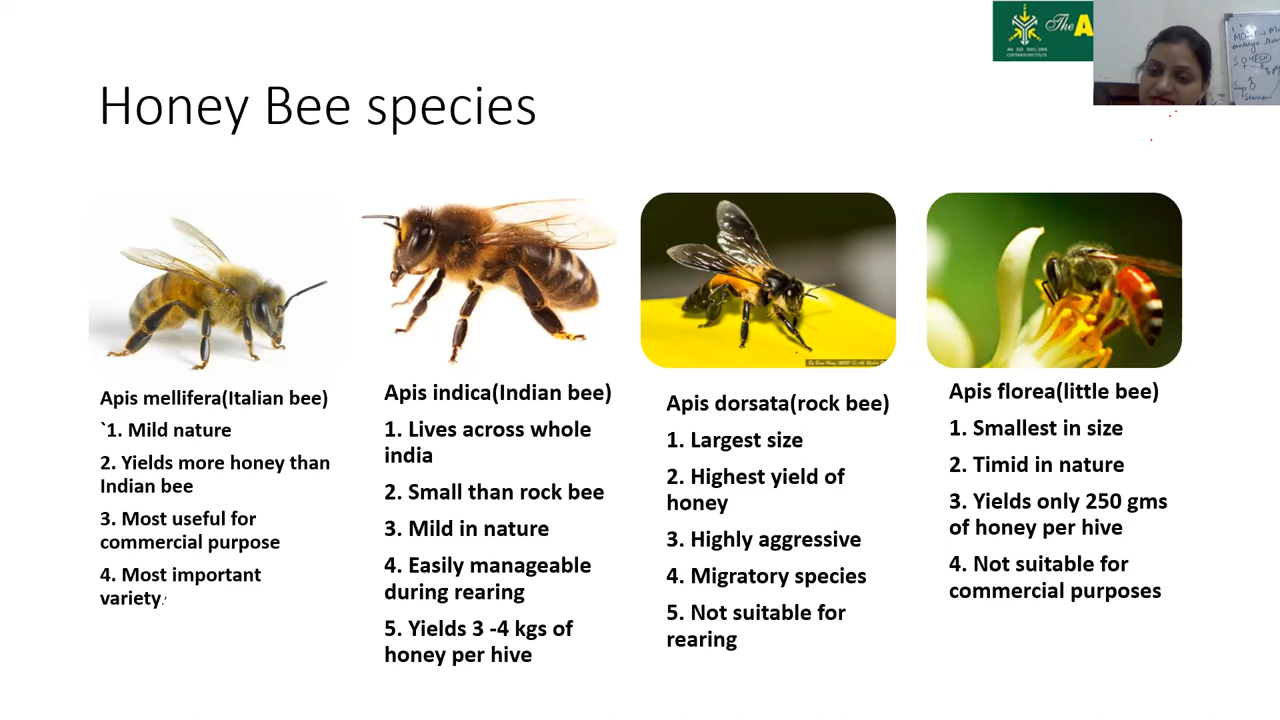 The A
Honey Bee species
Apis mellifera(Italian bee)
`1. Mild nature
2. Yields more honey than
Indian bee
3. Most useful for
commercial purpose
4. Most important
variety.
Apis indica(Indian bee)
1. Lives across whole
india
2. Small than rock bee
3. Mild in nature
4. Easily manageable
during rearing
5. Yields 3 -4 kgs of
honey per hive
Apis dorsata(rock bee)
1. Largest size
2. Highest yield of
honey
3. Highly aggressive
4. Migratory species
5. Not suitable for
rearing
Apis florea(little bee)
1. Smallest in size
2. Timid in nature
3. Yields only 250 gms
of honey per hive
4. Not suitable for
commercial purposes